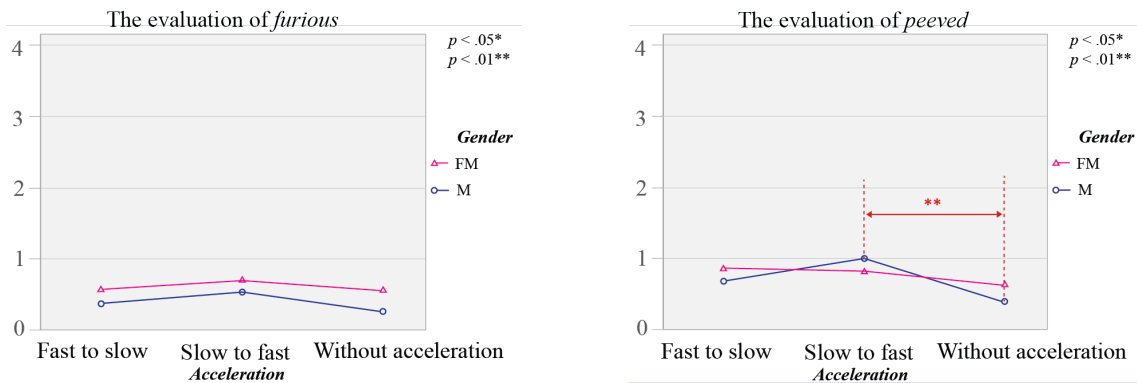 The evaluation of furious
p < .05*
p < .01**
4
3
2
1
0
Gender
FM
M
Fast to slow
Slow to fast
Without acceleration
Acceleration
The evaluation of peeved
p < .05*
p < .01**
4
3
2
1
0
**
Gender
FM
M
Fast to slow
Slow to fast
Without acceleration
Acceleration